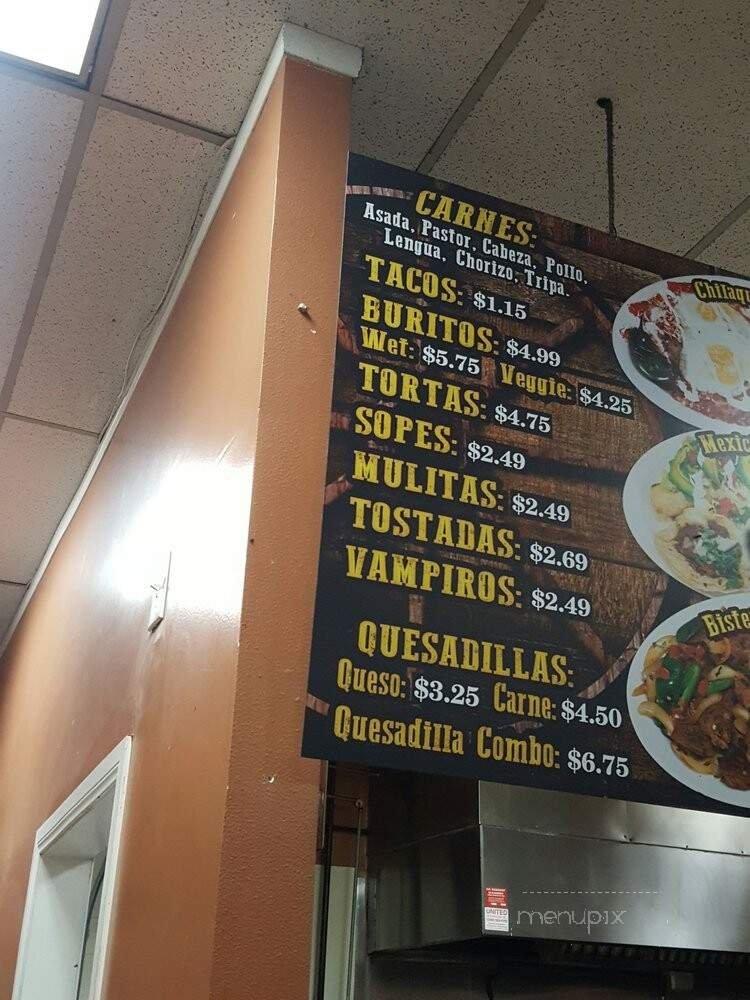 CARNES:
Asada, Pastor, Cabeza, Pollo,
Lengua, Chorizo, Tripa.
TACOS: $1.15
BURITOS: $4.99
Wet: $5.75 Veggie: $4.25
TORTAS: $4.75
SOPES: $2.49
MULITAS: $2.49
TOSTADAS: $2.69
VAMPIROS: $2.49
QUESADILLAS:
Queso: $3.25 Carne: $4.50
Quesadilla Combo: $6.75
Chilaqu
Mexic
Biste
UNITED
menupix